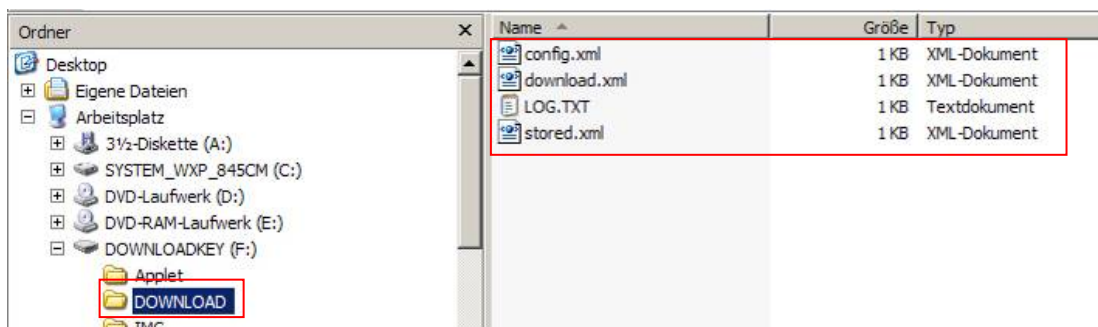 Ordner
Desktop
Eigene Dateien
Arbeitsplatz
3½-Diskette (A:)
SYSTEM_WXP_845CM (C:)
DVD-Laufwerk (D:)
DVD-RAM-Laufwerk (E:)
DOWNLOADKEY (F:)
Applet
DOWNLOAD
IMG
Name Größe Typ
config.xml 1 KB XML-Dokument
download.xml 1 KB XML-Dokument
LOG.TXT 1 KB Textdokument
stored.xml 1 KB XML-Dokument